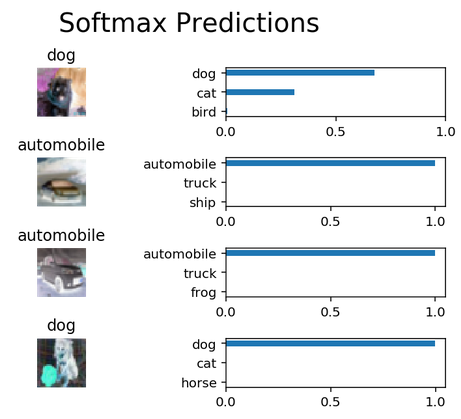 Softmax Predictions
dog
dog
cat
bird
0.0 0.5 1.0
automobile
automobile
truck
ship
0.0 0.5 1.0
automobile
automobile
truck
frog
0.0 0.5 1.0
dog
dog
cat
horse
0.0 0.5 1.0